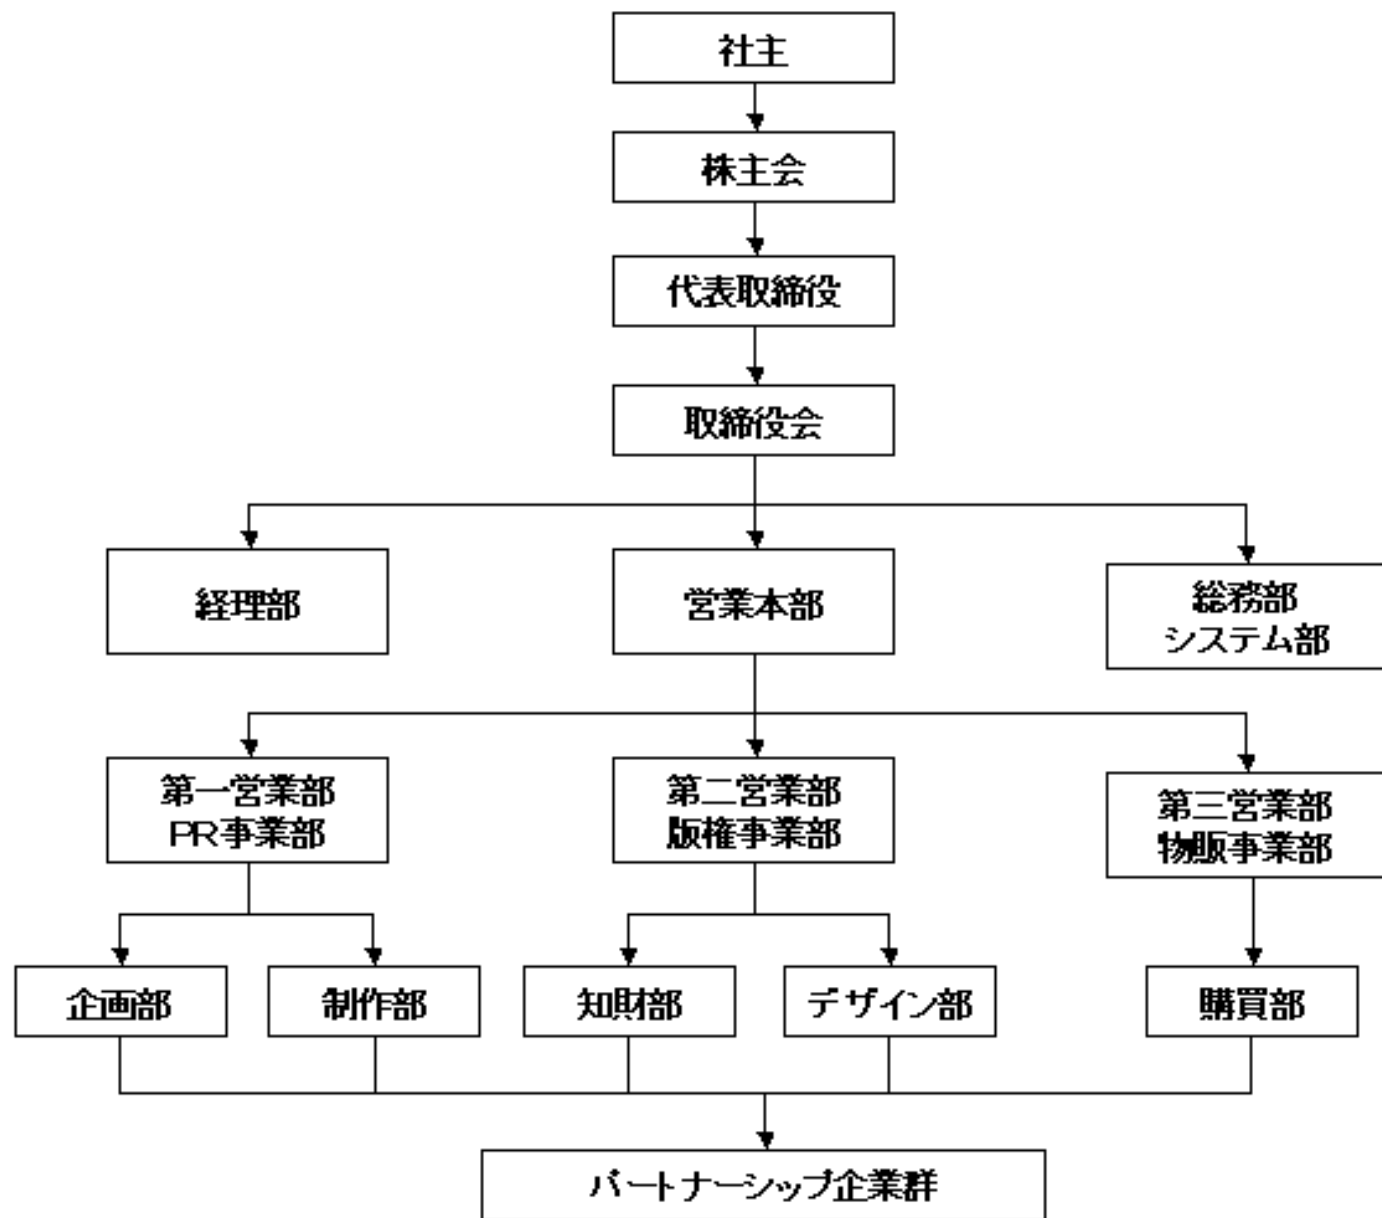 社主
株主会
代表取締役
取締役会
経理部
営業本部
総務部
システム部
第一営業部
PR事業部
第二営業部
版権事業部
第三営業部
物販事業部
企画部
制作部
知財部
デザイン部
購買部
パートナーシップ企業群